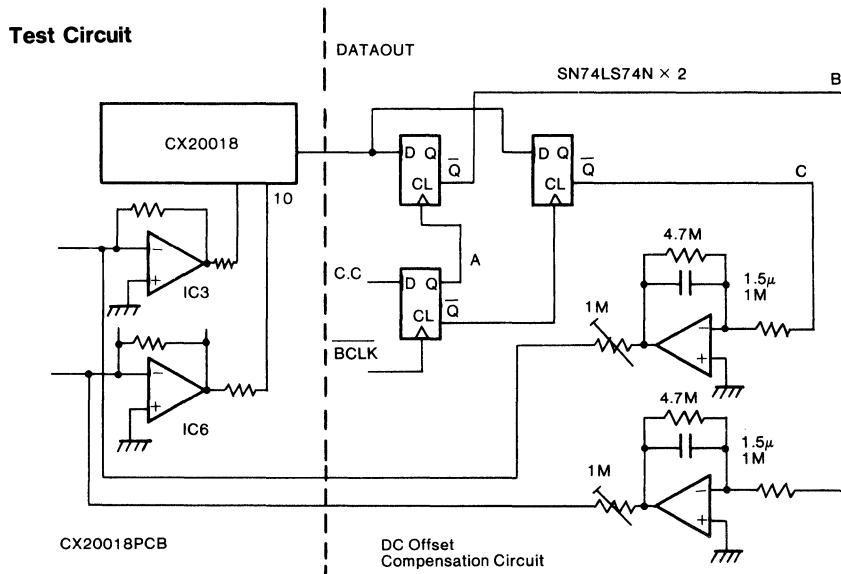 Test Circuit
DATAOUT
SN74LS74N × 2
B
CX20018
D Q
Q̅
CL
D Q
Q̅
CL
C
10
A
IC3
−
+
C.C
D Q
Q̅
CL
B̅C̅L̅K̅
4.7M
1.5μ
1M
1M
−
+
IC6
−
+
4.7M
1.5μ
1M
1M
−
+
CX20018PCB
DC Offset
Compensation Circuit